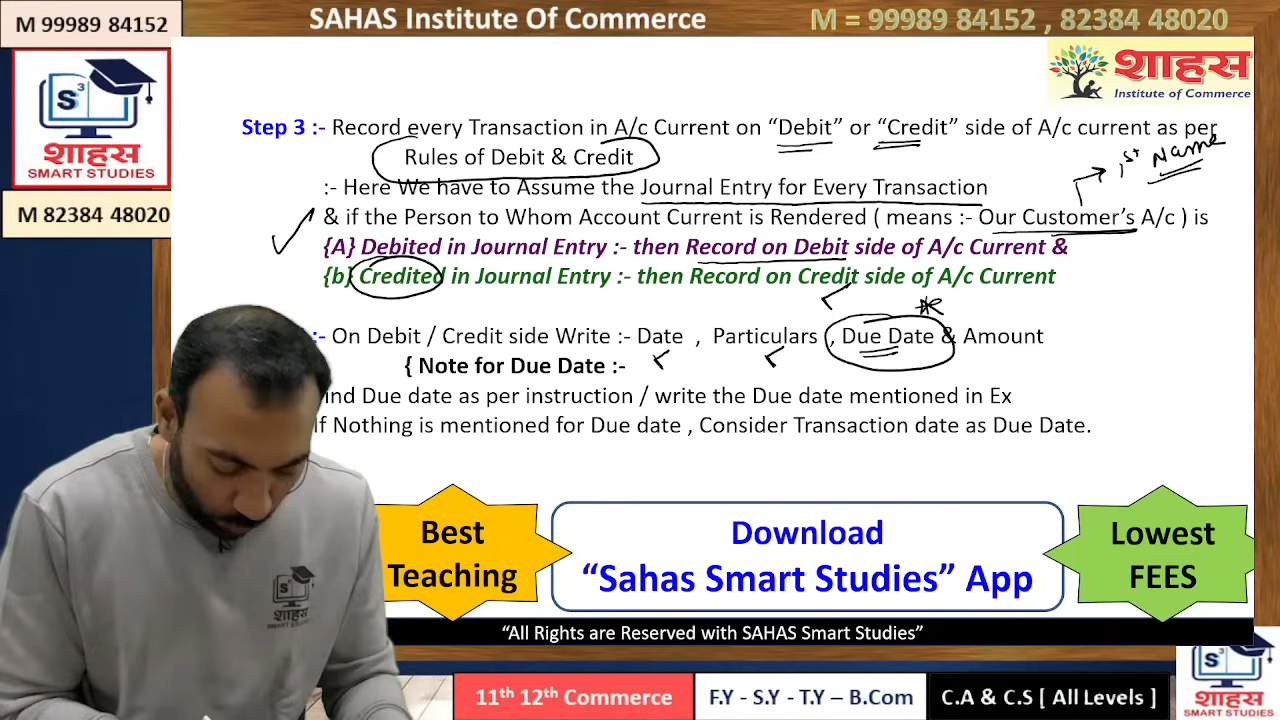 M 99989 84152
SAHAS Institute Of Commerce
M = 99989 84152 , 82384 48020
S³
शाहस
SMART STUDIES
M 82384 48020
शाहस
Institute of Commerce
Step 3 :- Record every Transaction in A/c Current on “Debit” or “Credit” side of A/c current as per
Rules of Debit & Credit
1st Name
:- Here We have to Assume the Journal Entry for Every Transaction
& if the Person to Whom Account Current is Rendered ( means :- Our Customer’s A/c ) is
{A} Debited in Journal Entry :- then Record on Debit side of A/c Current &
{b} Credited in Journal Entry :- then Record on Credit side of A/c Current
:- On Debit / Credit side Write :- Date , Particulars , Due Date & Amount
{ Note for Due Date :-
ind Due date as per instruction / write the Due date mentioned in Ex
If Nothing is mentioned for Due date , Consider Transaction date as Due Date.
Best
Teaching
Download
“Sahas Smart Studies” App
Lowest
FEES
“All Rights are Reserved with SAHAS Smart Studies”
S³
शाहस
SMART STUDIES
11th 12th Commerce
F.Y - S.Y - T.Y – B.Com
C.A & C.S [ All Levels ]
S³
शाहस
SMART STUDIES